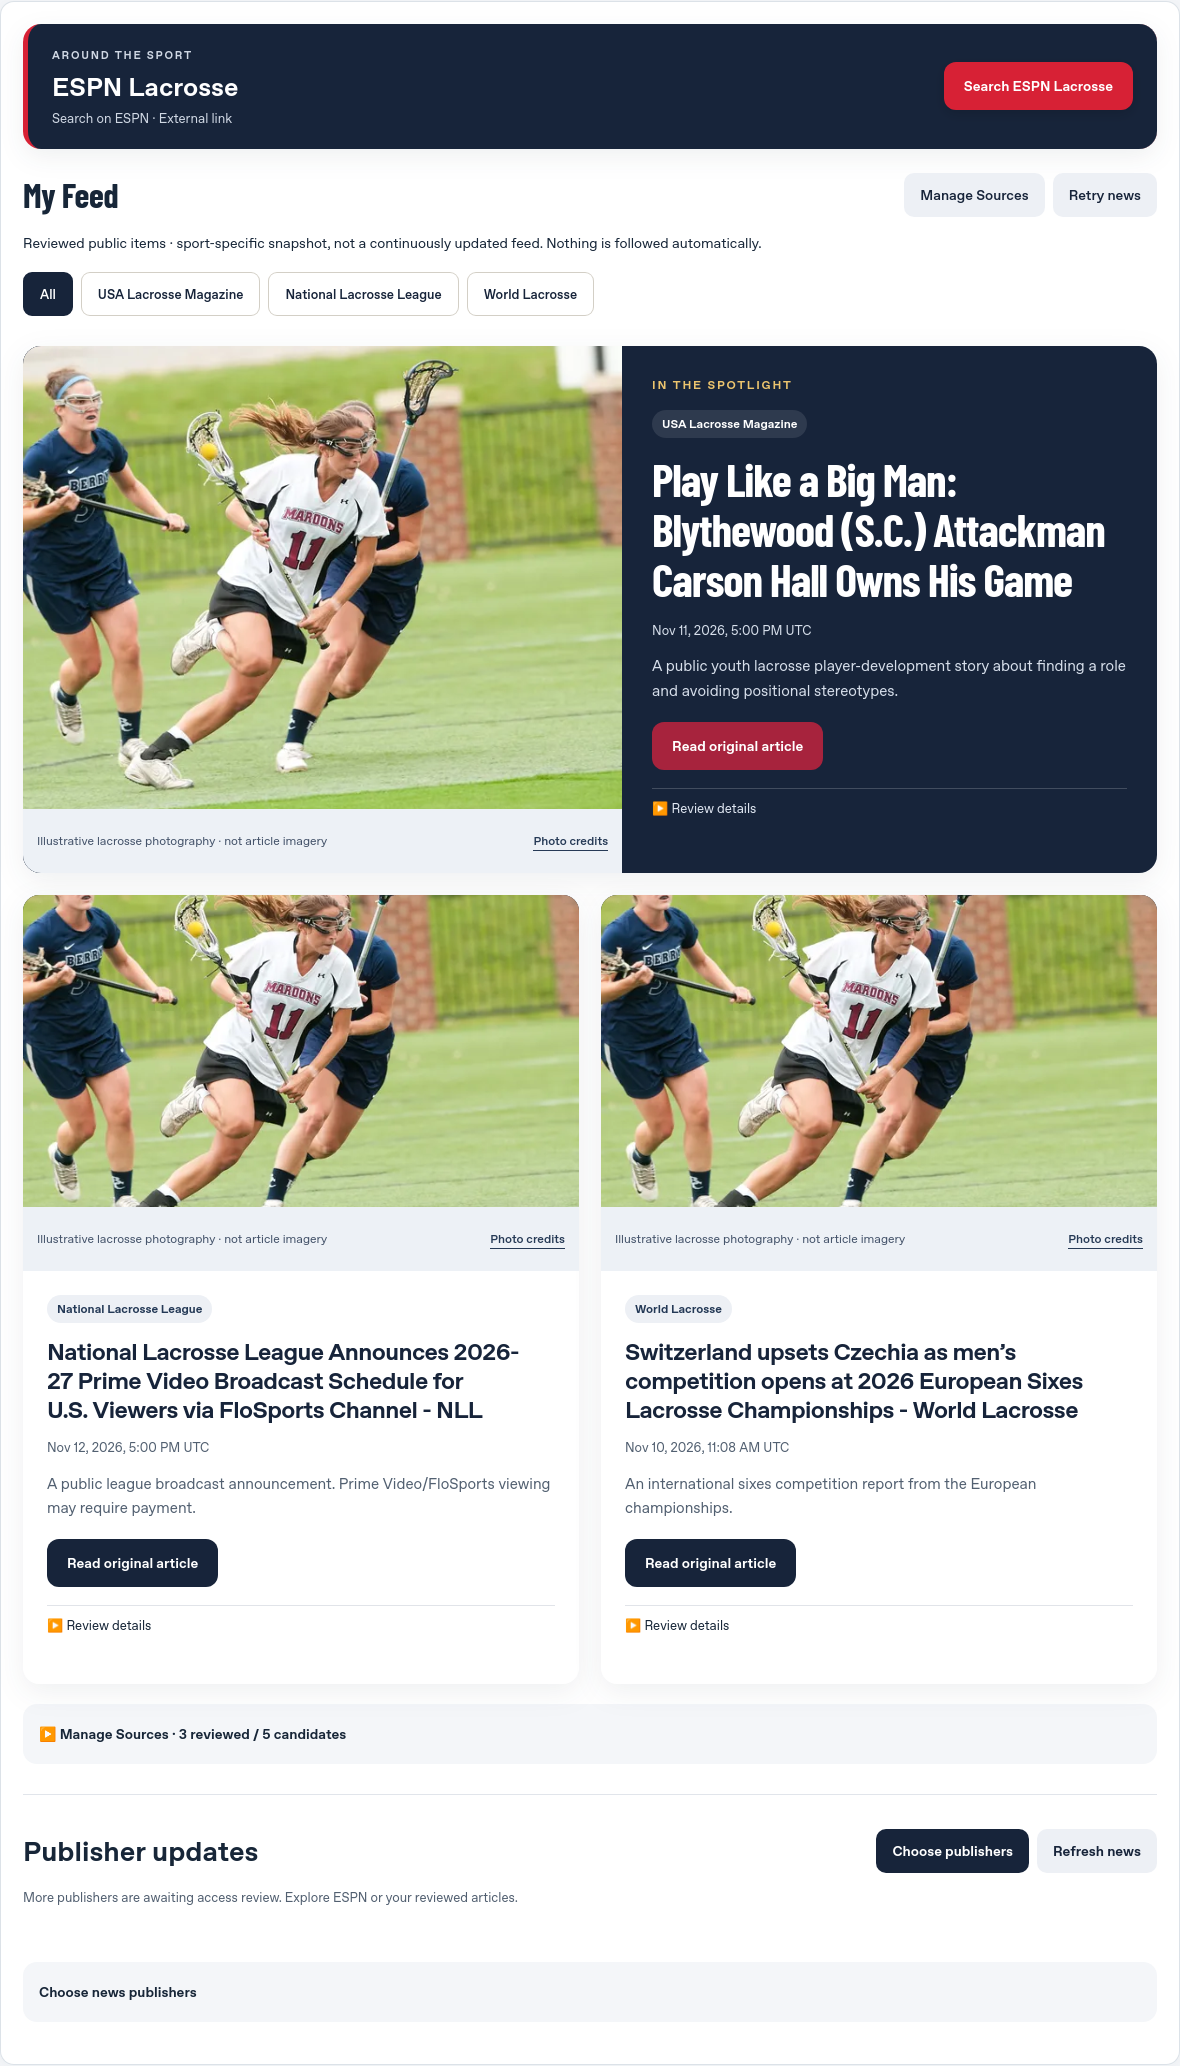 AROUND THE SPORT
ESPN Lacrosse
Search on ESPN · External link
Search ESPN Lacrosse
My Feed
Manage Sources
Retry news
Reviewed public items · sport-specific snapshot, not a continuously updated feed. Nothing is followed automatically.
All
USA Lacrosse Magazine
National Lacrosse League
World Lacrosse
BERRY
MAROONS
11
Illustrative lacrosse photography · not article imagery
Photo credits
IN THE SPOTLIGHT
USA Lacrosse Magazine
Play Like a Big Man:
Blythewood (S.C.) Attackman
Carson Hall Owns His Game
Nov 11, 2026, 5:00 PM UTC
A public youth lacrosse player-development story about finding a role
and avoiding positional stereotypes.
Read original article
Review details
BERR
MAROONS
11
Illustrative lacrosse photography · not article imagery
Photo credits
National Lacrosse League
National Lacrosse League Announces 2026-
27 Prime Video Broadcast Schedule for
U.S. Viewers via FloSports Channel - NLL
Nov 12, 2026, 5:00 PM UTC
A public league broadcast announcement. Prime Video/FloSports viewing
may require payment.
Read original article
Review details
BERR
MAROONS
11
Illustrative lacrosse photography · not article imagery
Photo credits
World Lacrosse
Switzerland upsets Czechia as men’s
competition opens at 2026 European Sixes
Lacrosse Championships - World Lacrosse
Nov 10, 2026, 11:08 AM UTC
An international sixes competition report from the European
championships.
Read original article
Review details
Manage Sources · 3 reviewed / 5 candidates
Publisher updates
Choose publishers
Refresh news
More publishers are awaiting access review. Explore ESPN or your reviewed articles.
Choose news publishers